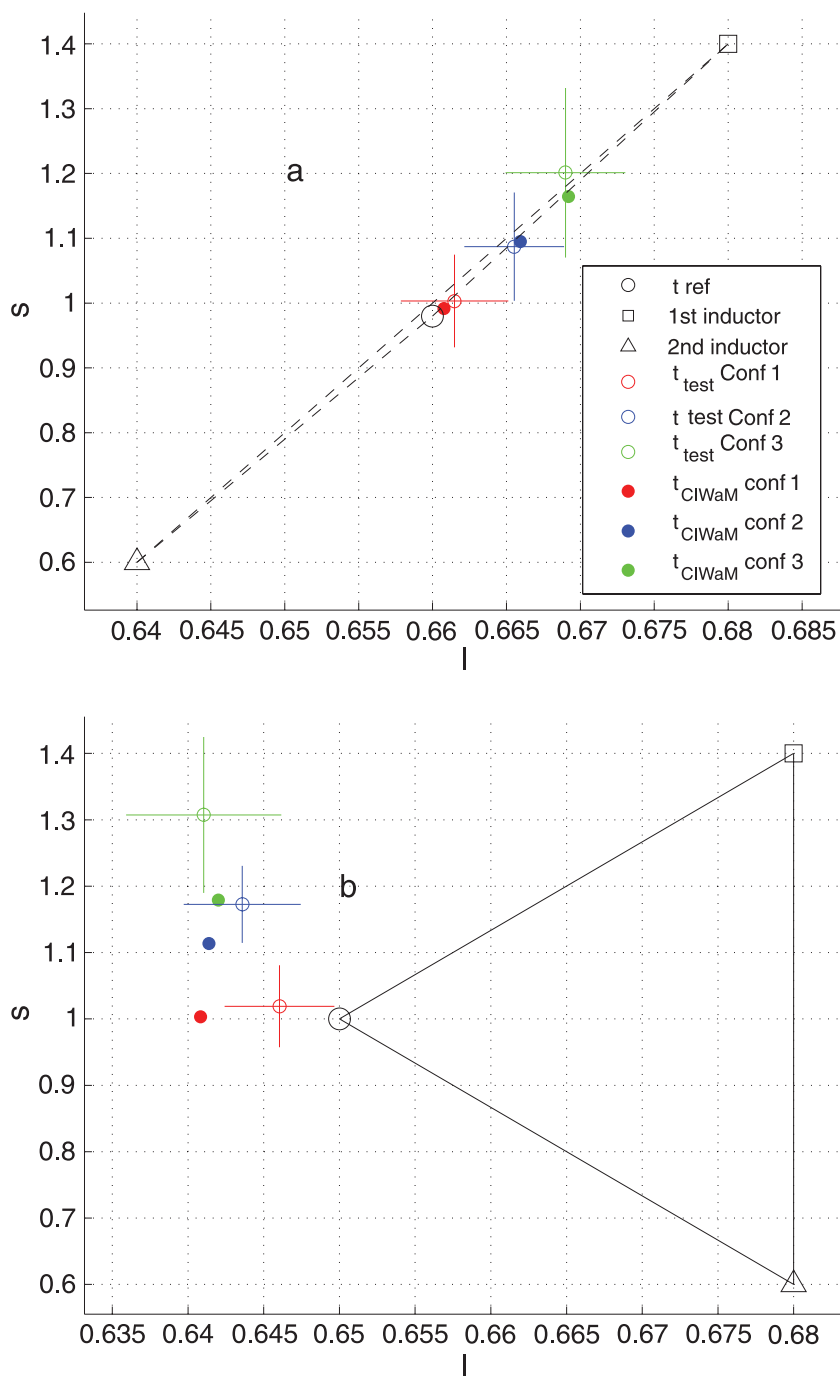 1.4
1.3
1.2
1.1
1
0.9
0.8
0.7
0.6
s
a
t ref
1st inductor
2nd inductor
t test Conf 1
t test Conf 2
t test Conf 3
t CIWaM conf 1
t CIWaM conf 2
t CIWaM conf 3
0.64 0.645 0.65 0.655 0.66 0.665 0.67 0.675 0.68 0.685
l
1.4
1.3
1.2
1.1
1
0.9
0.8
0.7
0.6
s
b
0.635 0.64 0.645 0.65 0.655 0.66 0.665 0.67 0.675 0.68
l